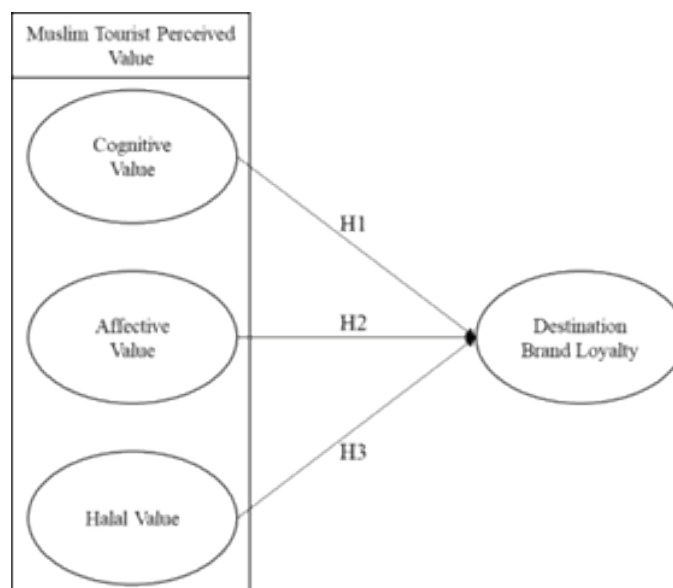 Muslim Tourist Perceived
Value
Cognitive
Value
H1
Affective
Value
H2
Destination
Brand Loyalty
H3
Halal Value